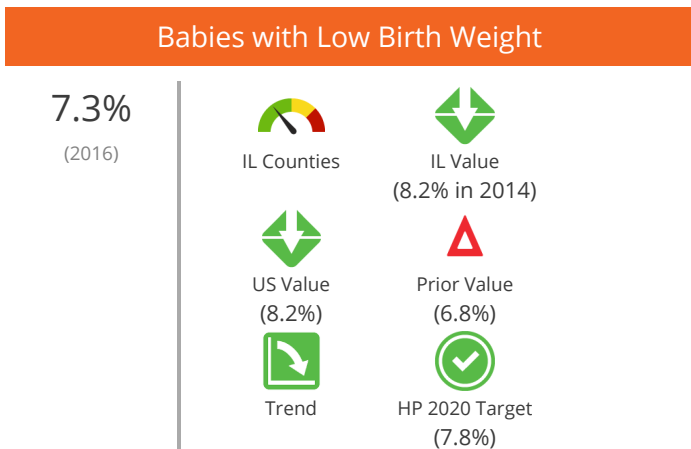 Babies with Low Birth Weight
7.3%
(2016)
IL Counties
IL Value
(8.2% in 2014)
US Value
(8.2%)
Prior Value
(6.8%)
Trend
HP 2020 Target
(7.8%)